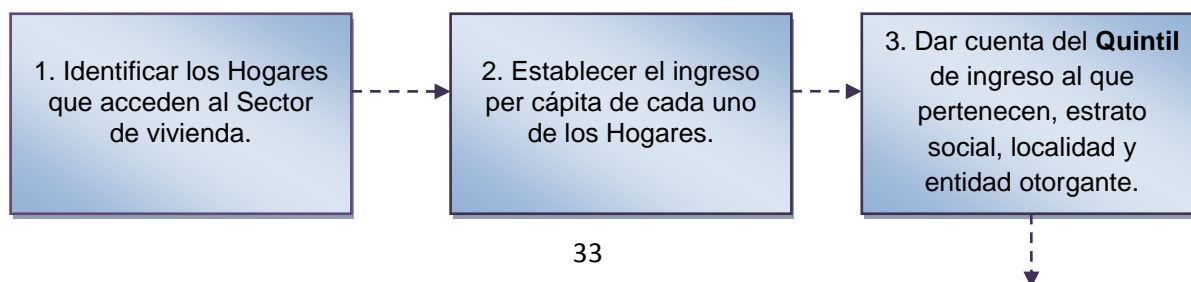 1. Identificar los Hogares
que acceden al Sector
de vivienda.
2. Establecer el ingreso
per cápita de cada uno
de los Hogares.
3. Dar cuenta del Quintil
de ingreso al que
pertenecen, estrato
social, localidad y
entidad otorgante.
33